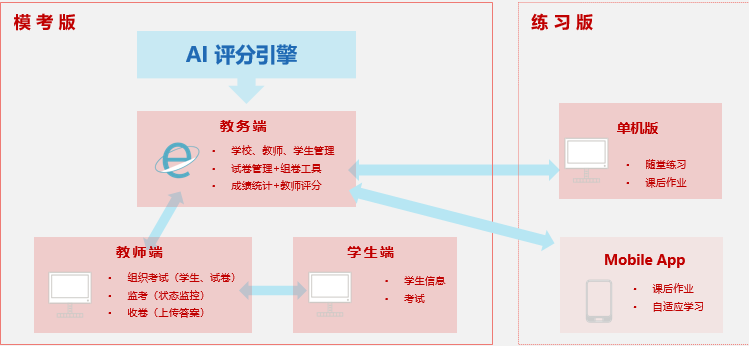 模考版
AI 评分引擎
教务端
• 学校、教师、学生管理
• 试卷管理+组卷工具
• 成绩统计+教师评分
教师端
• 组织考试（学生、试卷）
• 监考（状态监控）
• 收卷（上传答案）
学生端
• 学生信息
• 考试
练习版
单机版
• 随堂练习
• 课后作业
Mobile App
• 课后作业
• 自适应学习